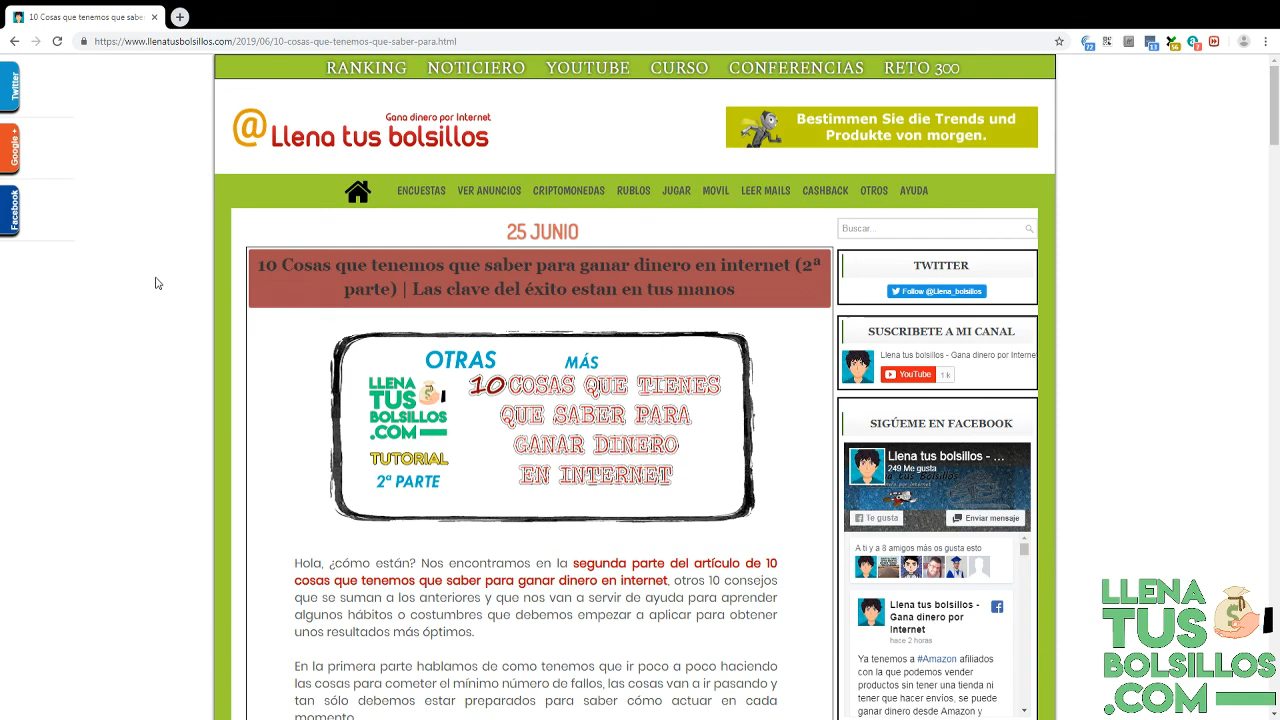 10 Cosas que tenemos que saber
https://www.llenatusbolsillos.com/2019/06/10-cosas-que-tenemos-que-saber-para.html
Twitter
Google +
Facebook
RANKING NOTICIERO YOUTUBE CURSO CONFERENCIAS RETO 300
Gana dinero por Internet
@Llena tus bolsillos
Bestimmen Sie die Trends und
Produkte von morgen.
ENCUESTAS VER ANUNCIOS CRIPTOMONEDAS RUBLOS JUGAR MOVIL LEER MAILS CASHBACK OTROS AYUDA
25 JUNIO
10 Cosas que tenemos que saber para ganar dinero en internet (2ª
parte) | Las clave del éxito estan en tus manos
OTRAS MÁS
10 COSAS QUE TIENES
QUE SABER PARA
GANAR DINERO
EN INTERNET
LLENA
TUS
BOLSILLOS
.COM
TUTORIAL
2ª PARTE
Hola, ¿cómo están? Nos encontramos en la segunda parte del artículo de 10
cosas que tenemos que saber para ganar dinero en internet, otros 10 consejos
que se suman a los anteriores y que nos van a servir de ayuda para aprender
algunos hábitos o costumbres que debemos empezar a aplicar para obtener
unos resultados más óptimos.
En la primera parte hablamos de como tenemos que ir poco a poco haciendo
las cosas para cometer el mínimo número de fallos, las cosas van a ir pasando y
tan sólo debemos estar preparados para saber cómo actuar en cada
momento.
Buscar...
TWITTER
Follow @Llena_bolsillos
SUSCRIBETE A MI CANAL
Llena tus bolsillos - Gana dinero por Interne
YouTube 1 k
SIGÚEME EN FACEBOOK
Llena tus bolsillos - ...
249 Me gusta
Te gusta
Enviar mensaje
A ti y a 8 amigos más os gusta esto
Llena tus bolsillos -
Gana dinero por
Internet
hace 2 horas
Ya tenemos a #Amazon afiliados
con la que podemos vender
productos sin tener una tienda ni
tener que hacer envíos, se puede
ganar dinero desde Amazon y
LLENA
TUS
BOLSILLOS
.COM